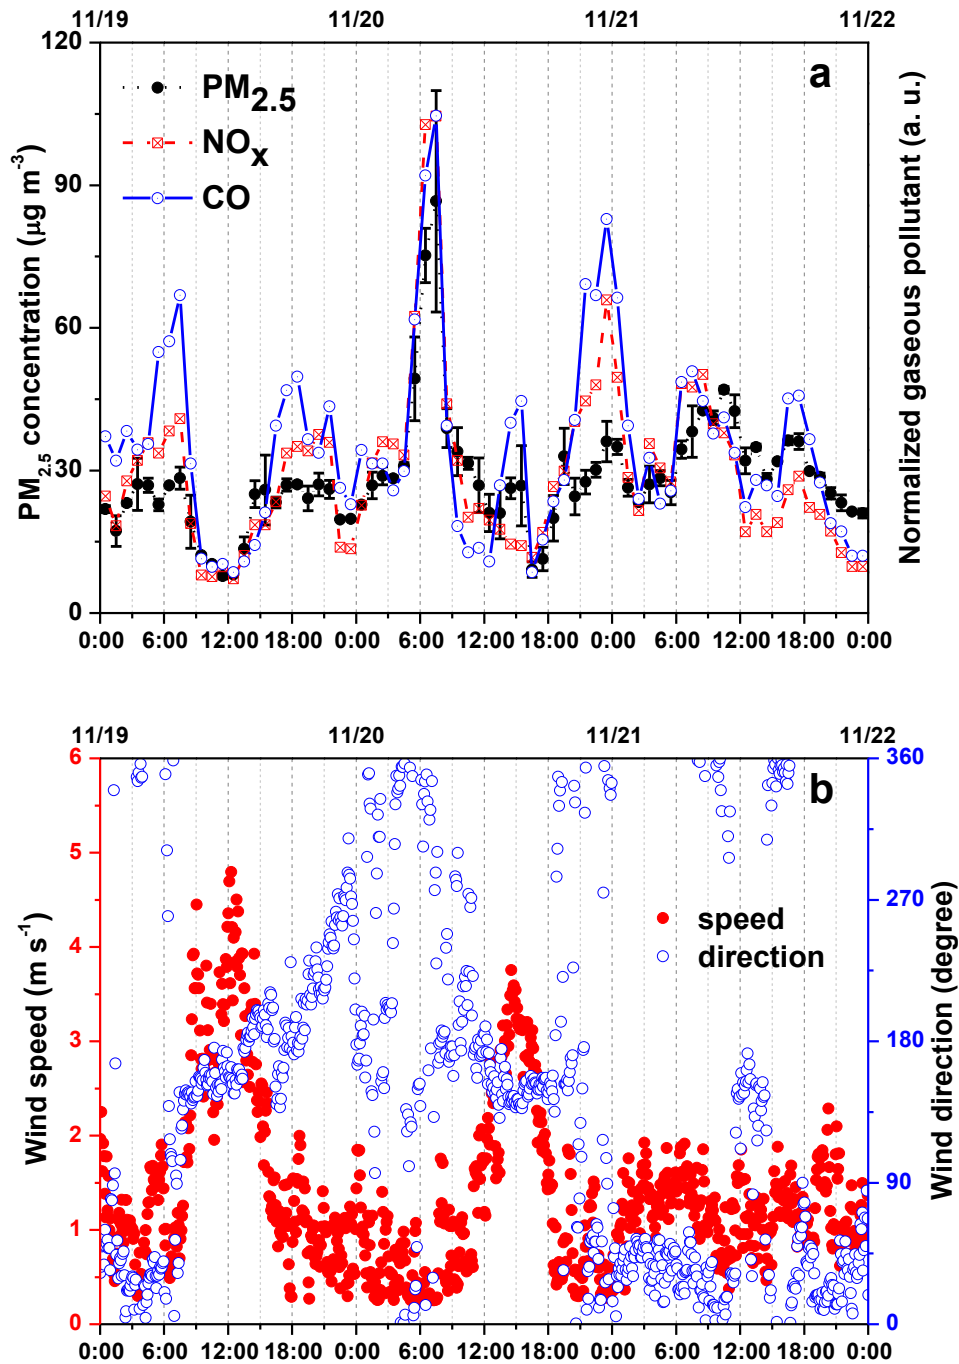 11/19 11/20 11/21 11/22
a
PM2.5
NOx
CO
120
90
60
30
0
PM2.5 concentration (μg m-3)
Normalized gaseous pollutant (a. u.)
0:00 6:00 12:00 18:00 0:00 6:00 12:00 18:00 0:00 6:00 12:00 18:00 0:00
11/19 11/20 11/21 11/22
b
speed
direction
6
5
4
3
2
1
0
Wind speed (m s-1)
360
270
180
90
0
Wind direction (degree)
0:00 6:00 12:00 18:00 0:00 6:00 12:00 18:00 0:00 6:00 12:00 18:00 0:00